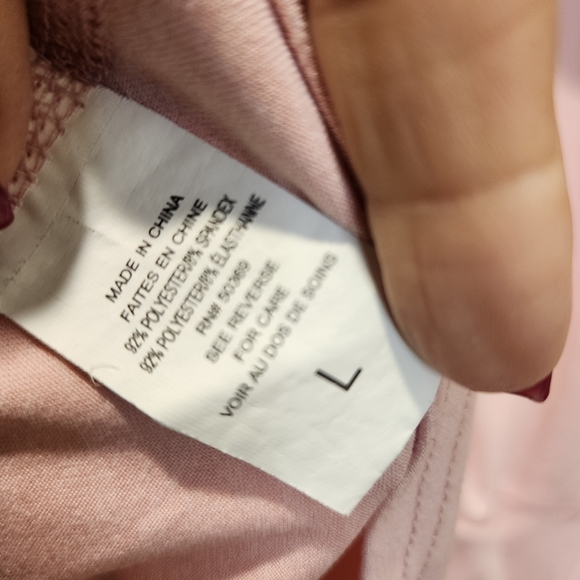 MADE IN CHINA
FAITES EN CHINE
92% POLYESTER/8% SPANDEX
92% POLYESTER/8% ÉLASTHANNE
RN# 50369
SEE REVERSE
FOR CARE
VOIR AU DOS DE SOINS
L